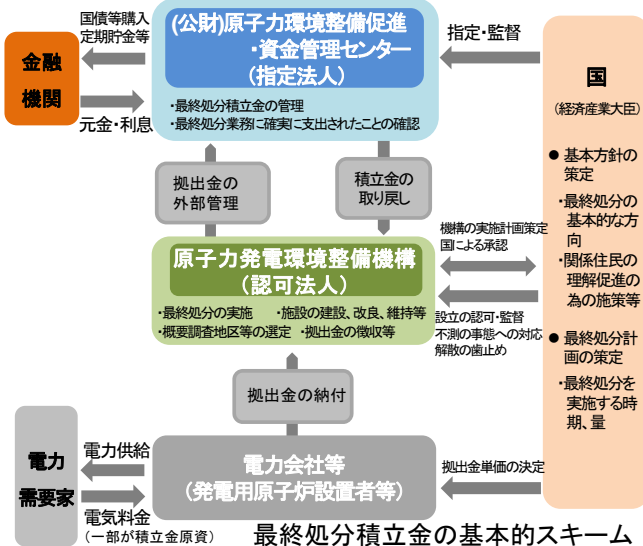 国債等購入
定期貯金等
金融
機関
元金・利息
(公財)原子力環境整備促進
・資金管理センター
(指定法人)
・最終処分積立金の管理
・最終処分業務に確実に支出されたことの確認
指定・監督
国
(経済産業大臣)
● 基本方針の
策定
・最終処分の
基本的な方
向
・関係住民の
理解促進の
為の施策等
● 最終処分計
画の策定
・最終処分を
実施する時
期、量
拠出金の
外部管理
積立金の
取り戻し
機構の実施計画策定
国による承認
原子力発電環境整備機構
(認可法人)
・最終処分の実施 ・施設の建設、改良、維持等
・概要調査地区等の選定 ・拠出金の徴収等
設立の認可・監督
不測の事態への対応
解散の歯止め
拠出金の納付
電力
需要家
電力供給
電気料金
(一部が積立金原資)
電力会社等
(発電用原子炉設置者等)
拠出金単価の決定
最終処分積立金の基本的スキーム